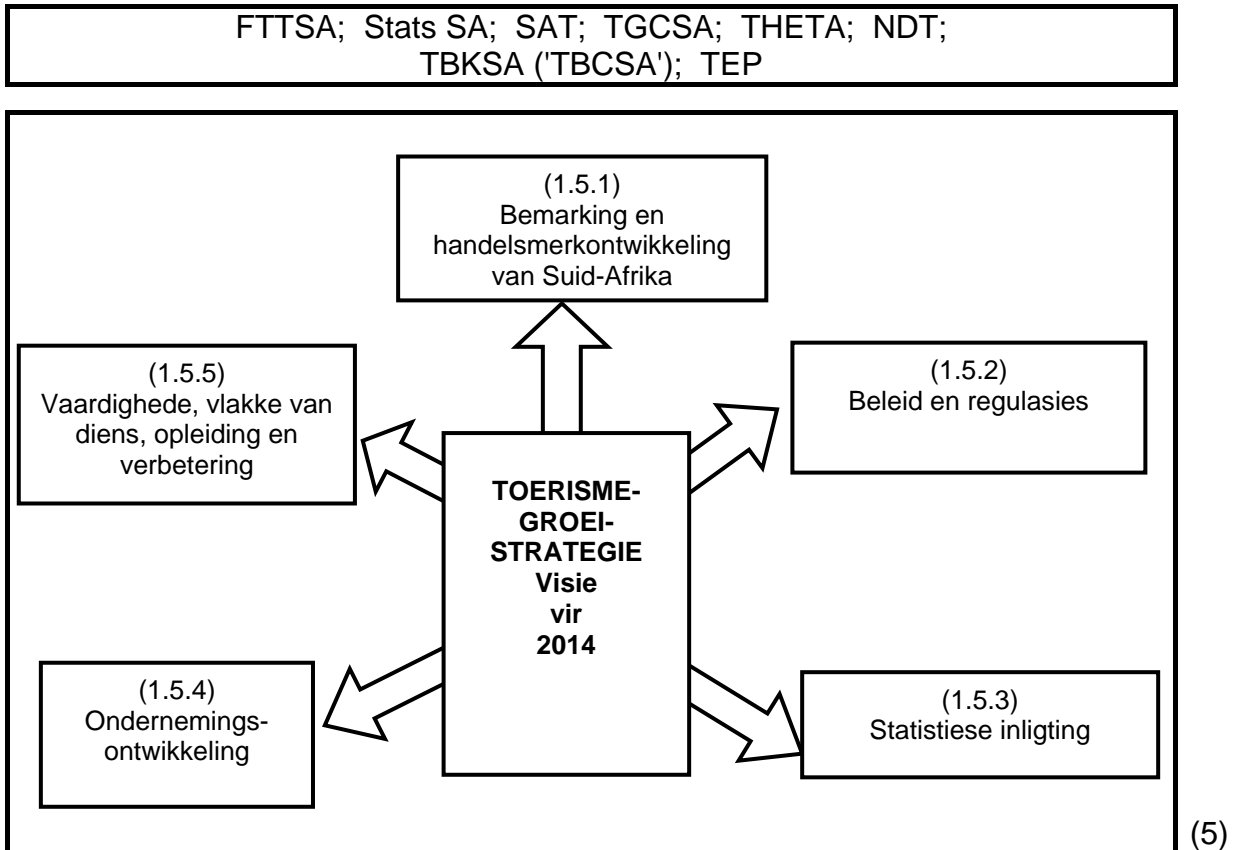 FTTSA; Stats SA; SAT; TGCSA; THETA; NDT;
TBKSA ('TBCSA'); TEP
(1.5.1)
Bemarking en
handelsmerkontwikkeling
van Suid-Afrika
(1.5.5)
Vaardighede, vlakke van
diens, opleiding en
verbetering
(1.5.2)
Beleid en regulasies
TOERISME-
GROEI-
STRATEGIE
Visie
vir
2014
(1.5.4)
Ondernemings-
ontwikkeling
(1.5.3)
Statistiese inligting
(5)